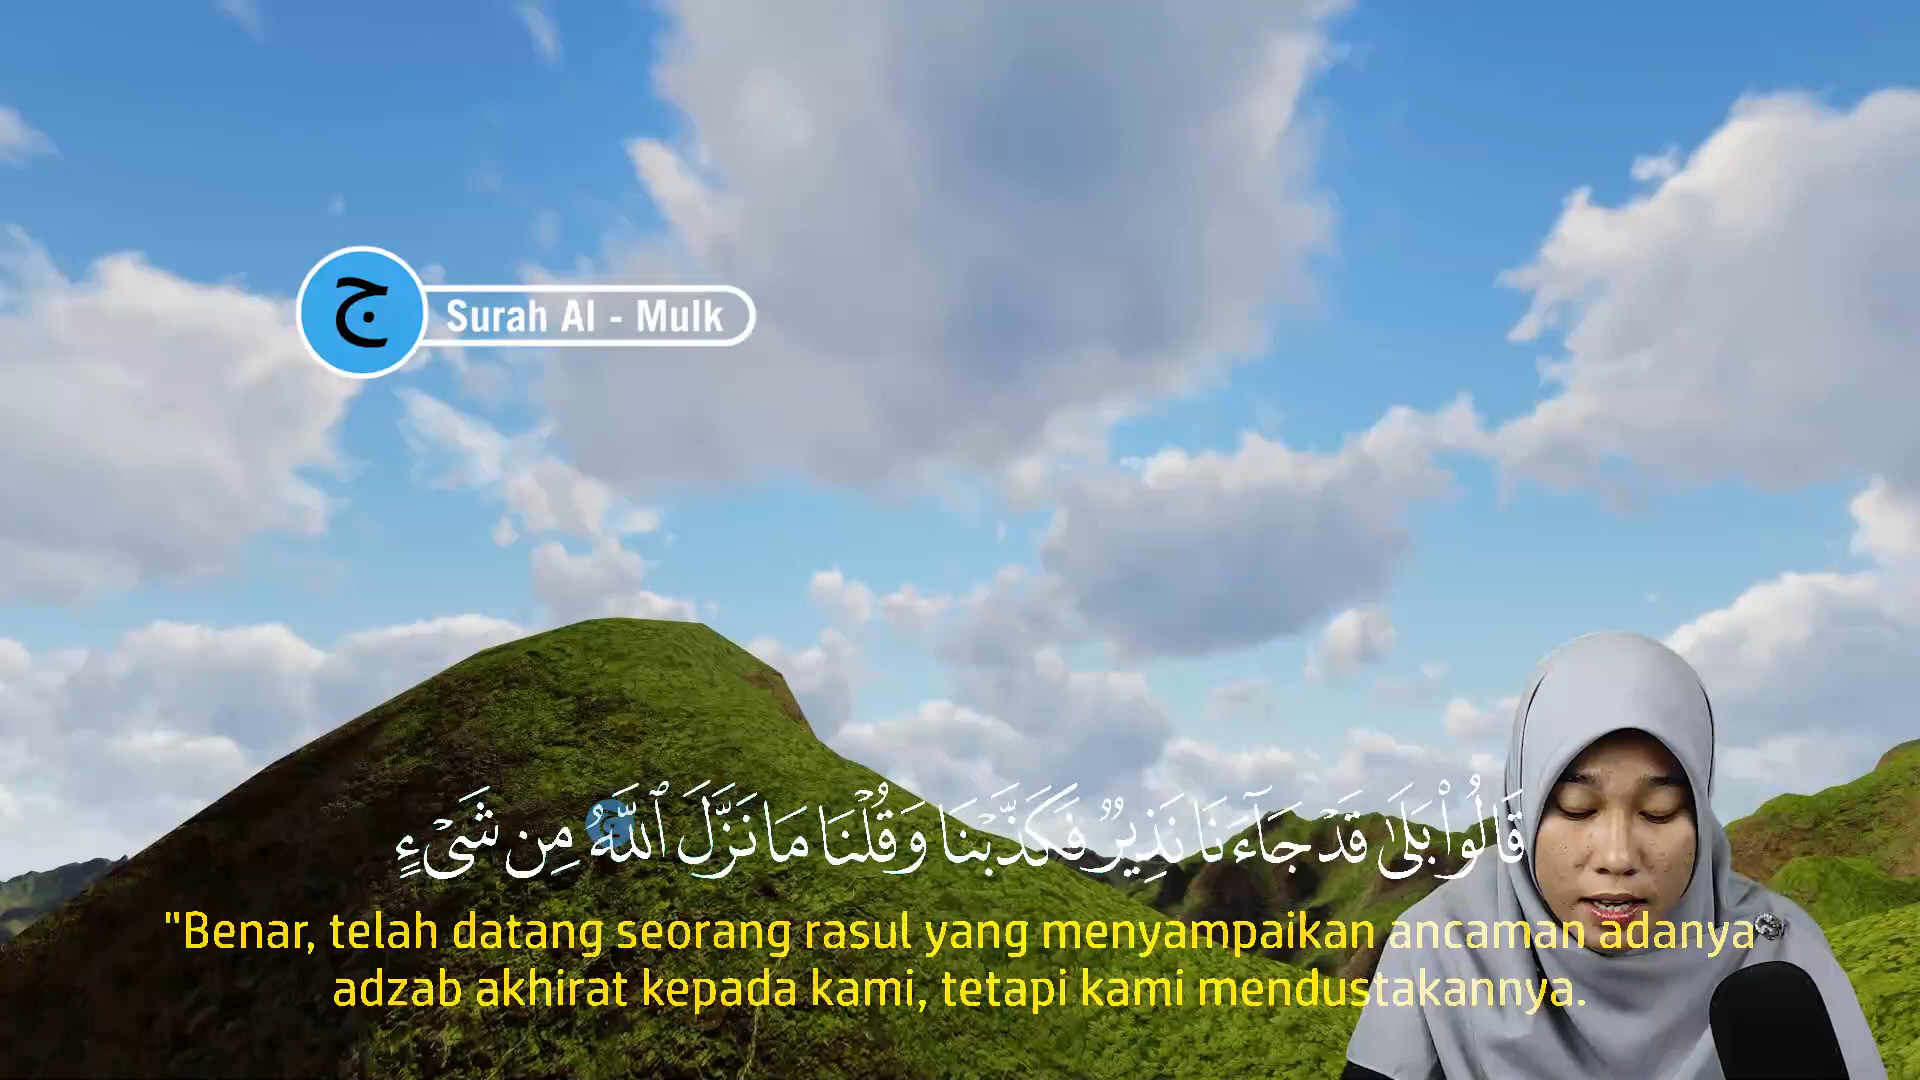 ج
Surah Al - Mulk
قَالُوا۟ بَلَىٰ قَدْ جَآءَنَا نَذِيرٌ فَكَذَّبْنَا وَقُلْنَا مَا نَزَّلَ ٱللَّهُ مِن شَىْءٍ
"Benar, telah datang seorang rasul yang menyampaikan ancaman adanya
adzab akhirat kepada kami, tetapi kami mendustakannya.